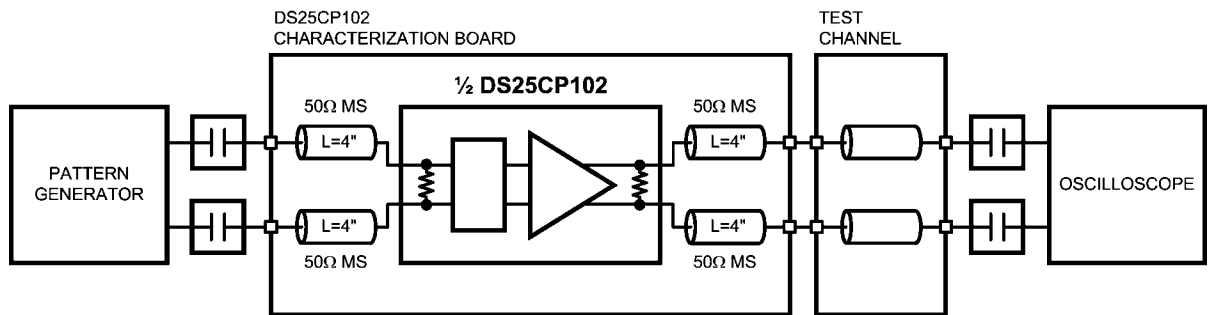 DS25CP102
CHARACTERIZATION BOARD
TEST
CHANNEL
½ DS25CP102
50Ω MS
50Ω MS
L=4"
L=4"
PATTERN
GENERATOR
OSCILLOSCOPE
L=4"
L=4"
50Ω MS
50Ω MS